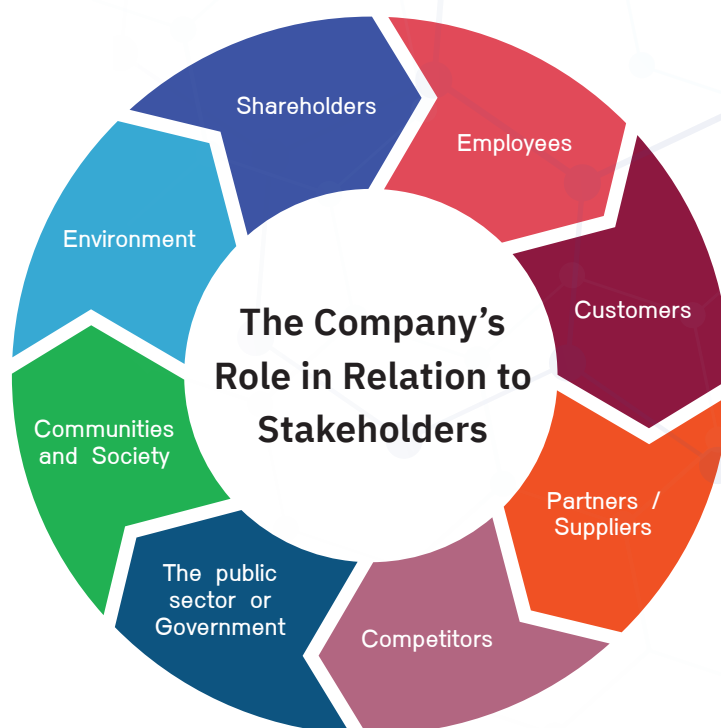 Shareholders
Employees
Environment
Customers
The Company’s
Role in Relation to
Stakeholders
Communities
and Society
Partners /
Suppliers
The public
sector or
Government
Competitors